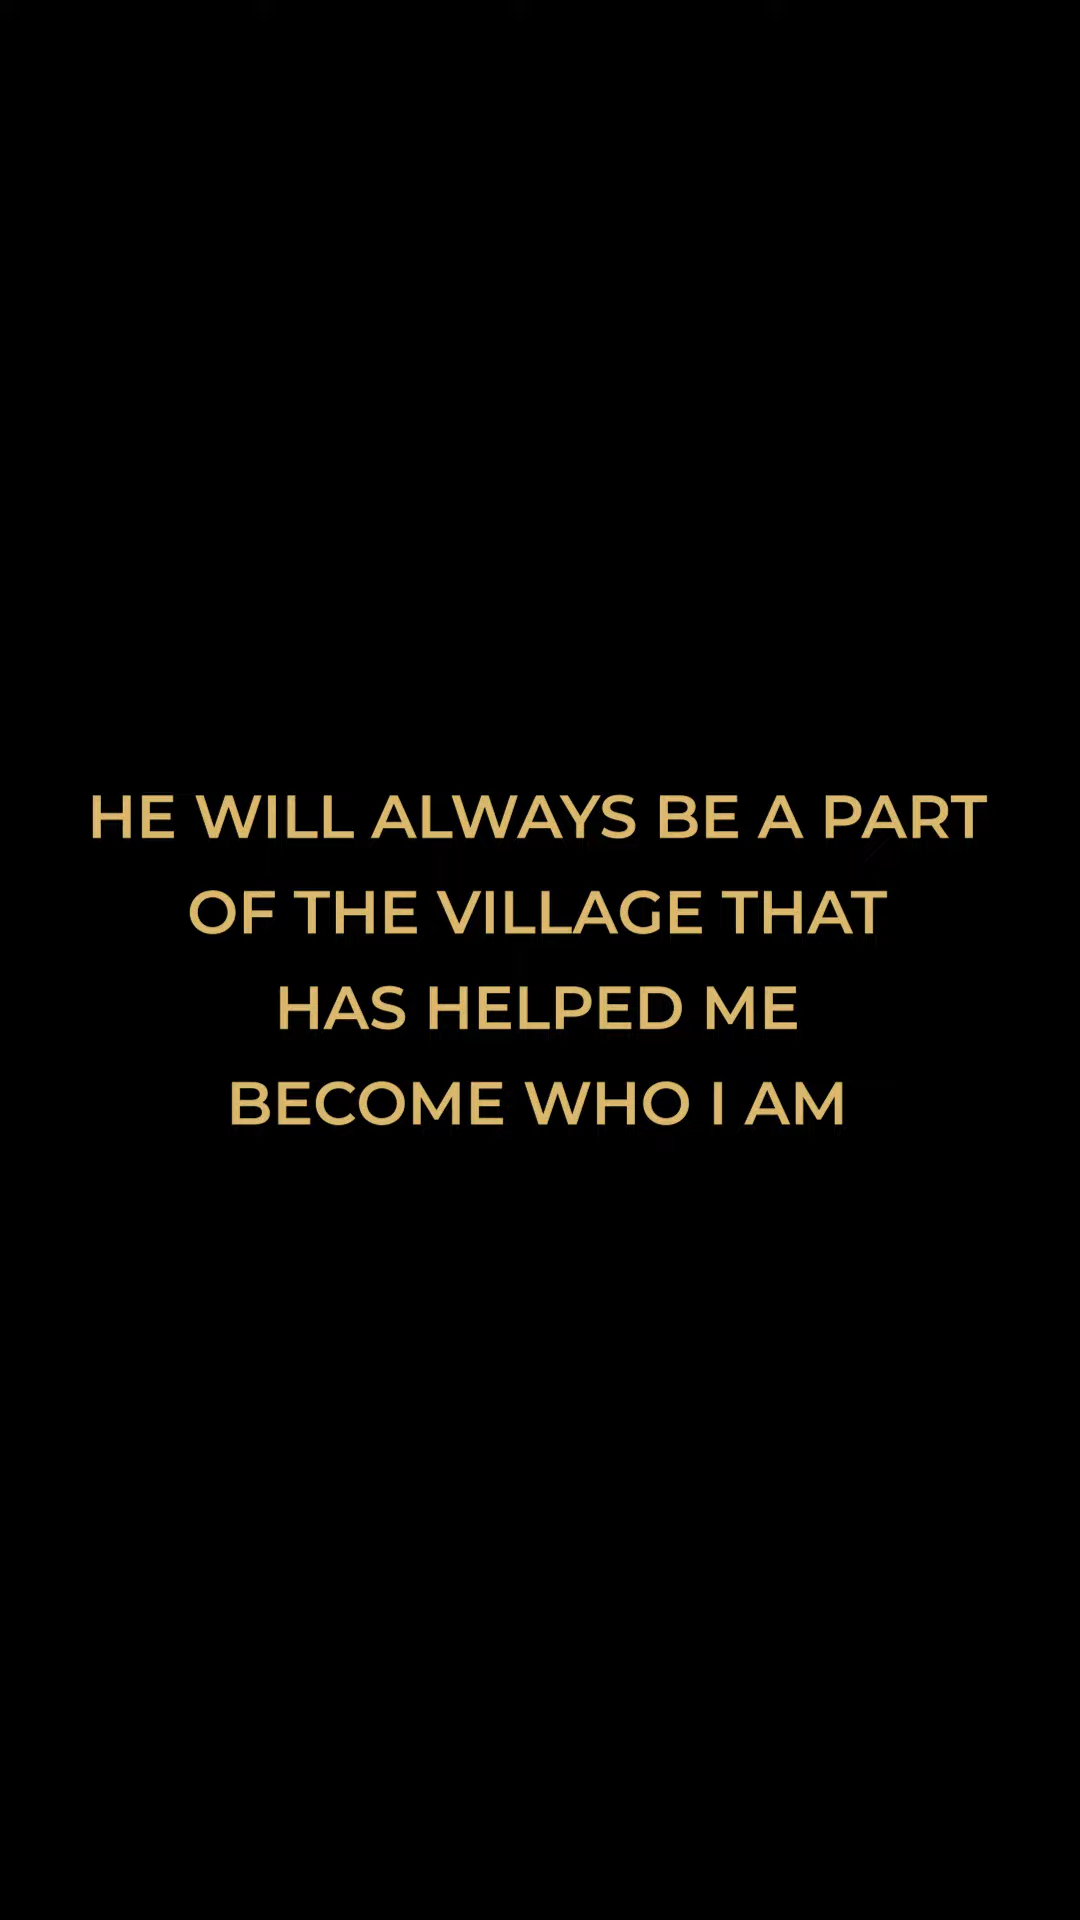 HE WILL ALWAYS BE A PART
OF THE VILLAGE THAT
HAS HELPED ME
BECOME WHO I AM